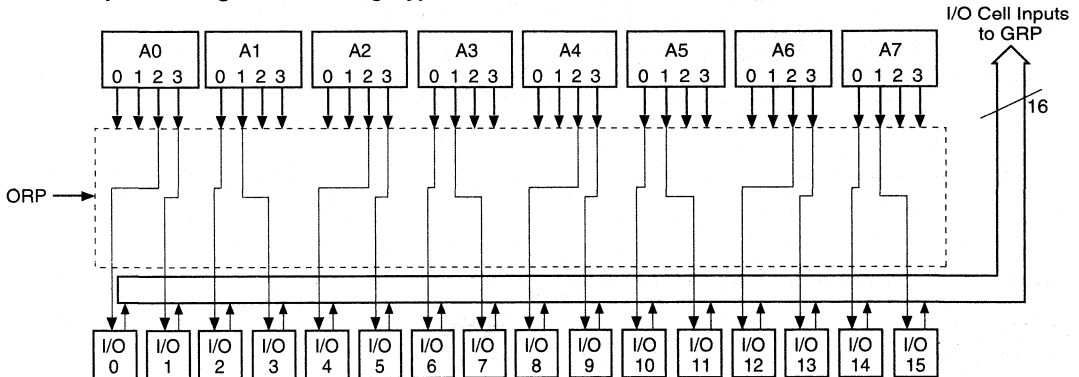 I/O Cell Inputs
to GRP
A0 A1 A2 A3 A4 A5 A6 A7
0 1 2 3 0 1 2 3 0 1 2 3 0 1 2 3 0 1 2 3 0 1 2 3 0 1 2 3 0 1 2 3
16
ORP
I/O I/O I/O I/O I/O I/O I/O I/O I/O I/O I/O I/O I/O I/O I/O I/O
0 1 2 3 4 5 6 7 8 9 10 11 12 13 14 15